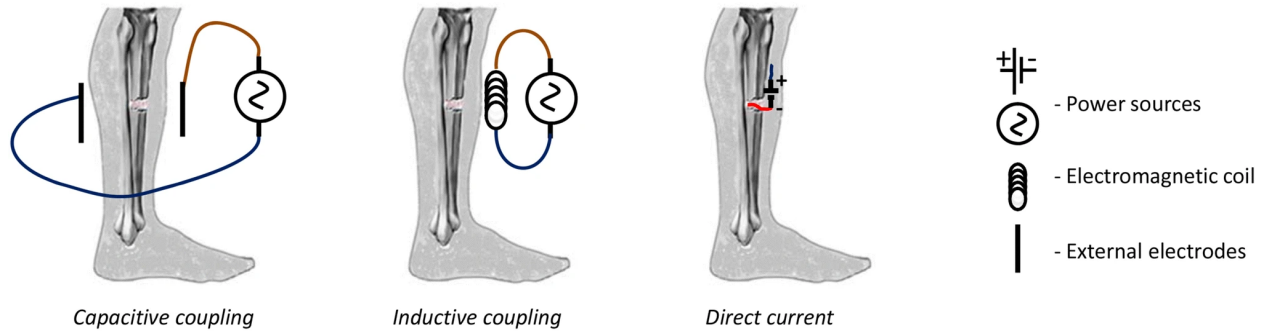 + -
- Power sources
- Electromagnetic coil
- External electrodes
+
-
Capacitive coupling
Inductive coupling
Direct current